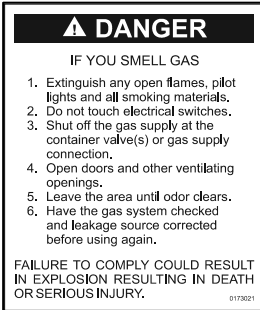 ⚠ DANGER
IF YOU SMELL GAS
1. Extinguish any open flames, pilot
lights and all smoking materials.
2. Do not touch electrical switches.
3. Shut off the gas supply at the
container valve(s) or gas supply
connection.
4. Open doors and other ventilating
openings.
5. Leave the area until odor clears.
6. Have the gas system checked
and leakage source corrected
before using again.
FAILURE TO COMPLY COULD RESULT
IN EXPLOSION RESULTING IN DEATH
OR SERIOUS INJURY.
0173021